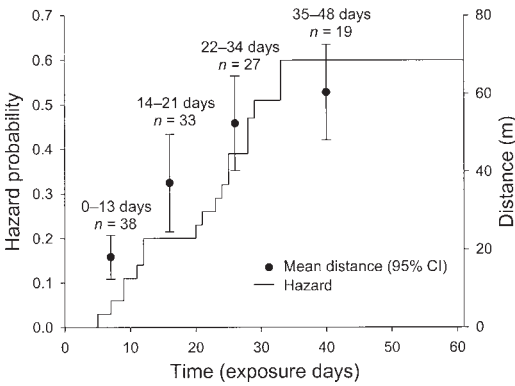 35–48 days
n = 19
22–34 days
n = 27
14–21 days
n = 33
0–13 days
n = 38
Hazard probability
0.7
0.6
0.5
0.4
0.3
0.2
0.1
0.0
80
60
40
20
0
Distance (m)
Mean distance (95% CI)
Hazard
0 10 20 30 40 50 60
Time (exposure days)